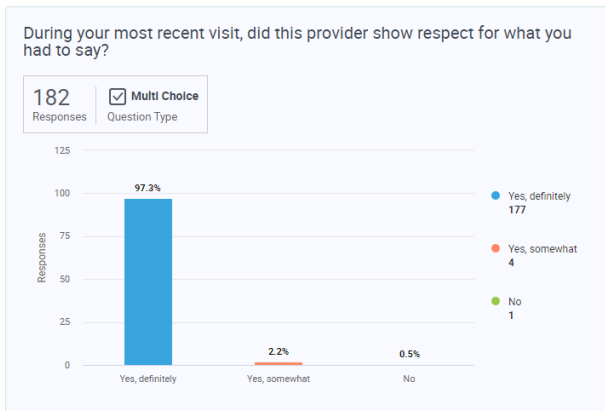 During your most recent visit, did this provider show respect for what you
had to say?
182
Responses
Multi Choice
Question Type
125
100
75
50
25
0
Responses
97.3%
2.2%
0.5%
Yes, definitely
Yes, somewhat
No
Yes, definitely
177
Yes, somewhat
4
No
1